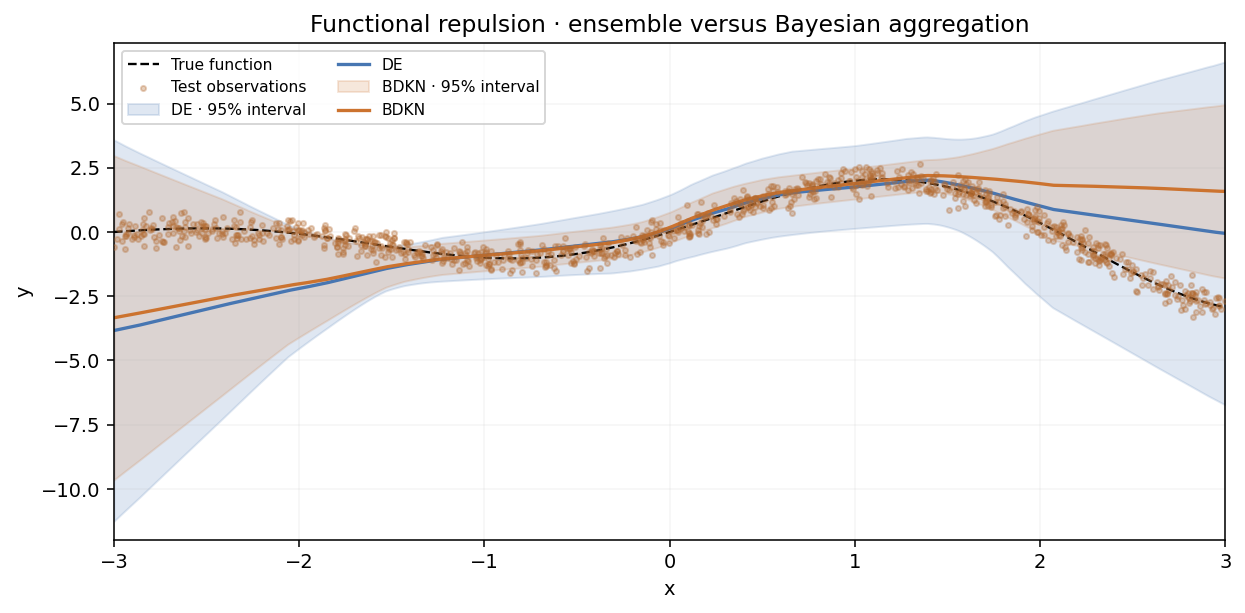 Functional repulsion · ensemble versus Bayesian aggregation
True function
Test observations
DE · 95% interval
DE
BDKN · 95% interval
BDKN
y
5.0
2.5
0.0
−2.5
−5.0
−7.5
−10.0
−3
−2
−1
0
1
2
3
x